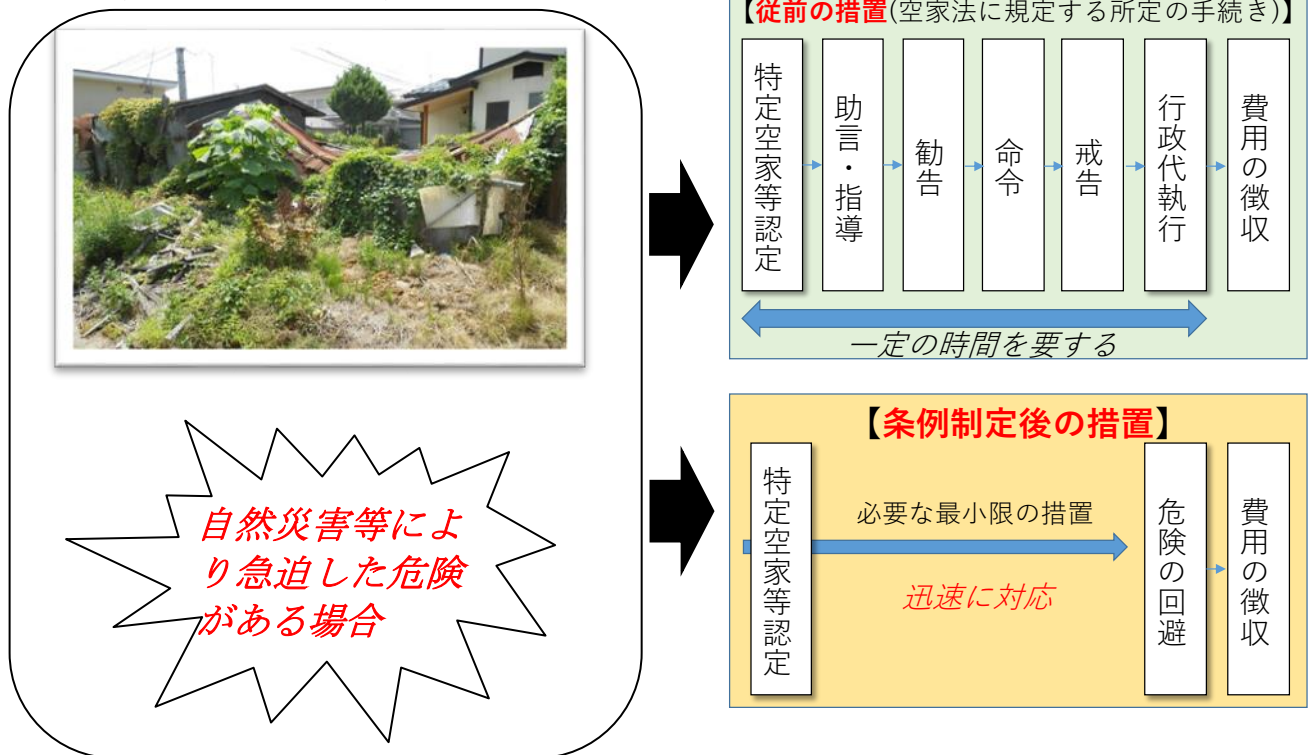 自然災害等によ
り急迫した危険
がある場合
【従前の措置(空家法に規定する所定の手続き)】
特定空家等認定
助言・指導
勧告
命令
戒告
行政代執行
費用の徴収
一定の時間を要する
【条例制定後の措置】
特定空家等認定
必要な最小限の措置
迅速に対応
危険の回避
費用の徴収